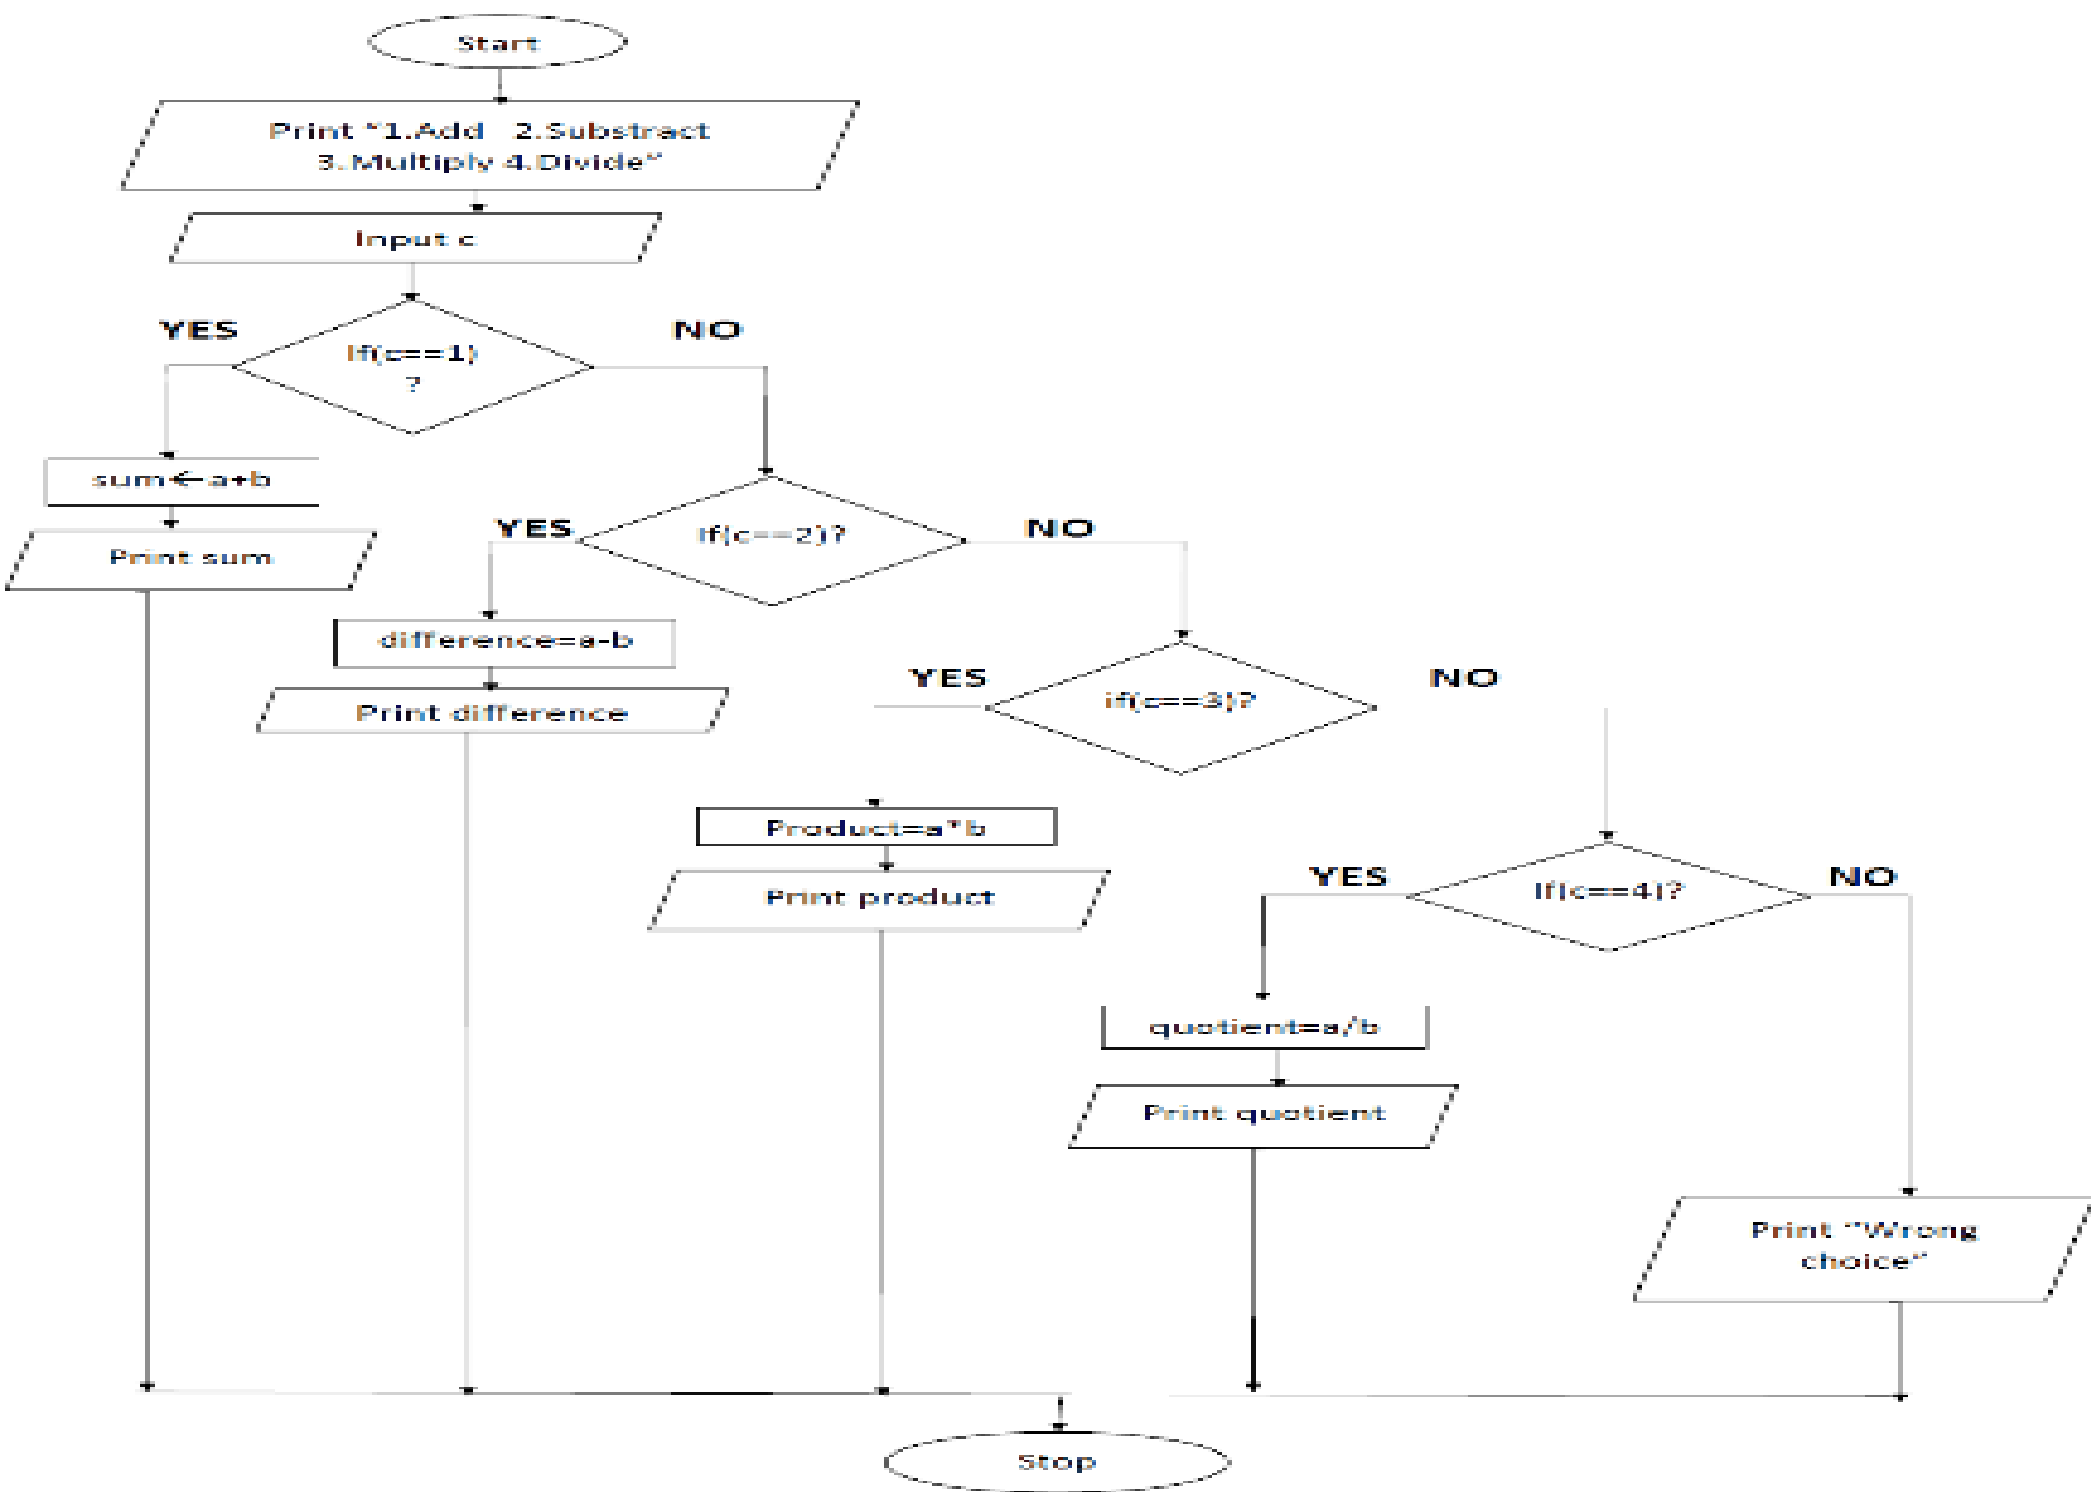 Start
Print "1.Add 2.Substract
3.Multiply 4.Divide"
Input c
YES
NO
If(c==1)
?
sum←a+b
Print sum
YES
If(c==2)?
NO
difference=a-b
Print difference
YES
if(c==3)?
NO
Product=a*b
Print product
YES
If(c==4)?
NO
quotient=a/b
Print quotient
Print "Wrong
choice"
Stop